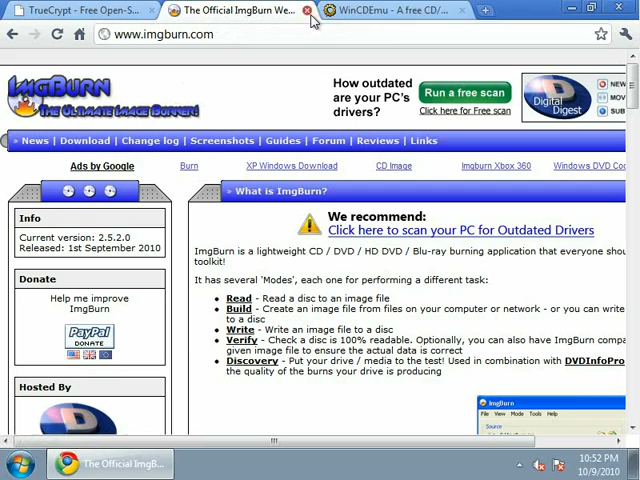 TrueCrypt - Free Open-S...
The Official ImgBurn We...
WinCDEmu - A free CD/...
www.imgburn.com
IMGBURN
THE ULTIMATE IMAGE BURNER!
How outdated
are your PC's
drivers?
Run a free scan
Click here for Free scan
Digital
Digest
NEW
MOV
SUB
» News | Download | Change log | Screenshots | Guides | Forum | Reviews | Links
Ads by Google
Burn
XP Windows Download
CD Image
Imgburn Xbox 360
Windows DVD Co
» What is ImgBurn?
Info
Current version: 2.5.2.0
Released: 1st September 2010
Donate
Help me improve
ImgBurn
PayPal
DONATE
Hosted By
We recommend:
Click here to scan your PC for Outdated Drivers
ImgBurn is a lightweight CD / DVD / HD DVD / Blu-ray burning application that everyone shou
toolkit!
It has several 'Modes', each one for performing a different task:
• Read - Read a disc to an image file
• Build - Create an image file from files on your computer or network - or you can write
to a disc
• Write - Write an image file to a disc
• Verify - Check a disc is 100% readable. Optionally, you can also have ImgBurn compa
given image file to ensure the actual data is correct
• Discovery - Put your drive / media to the test! Used in combination with DVDInfoPro
the quality of the burns your drive is producing
ImgBurn
File View Mode Tools Help
Source
The Official ImgB...
10:52 PM
10/9/2010